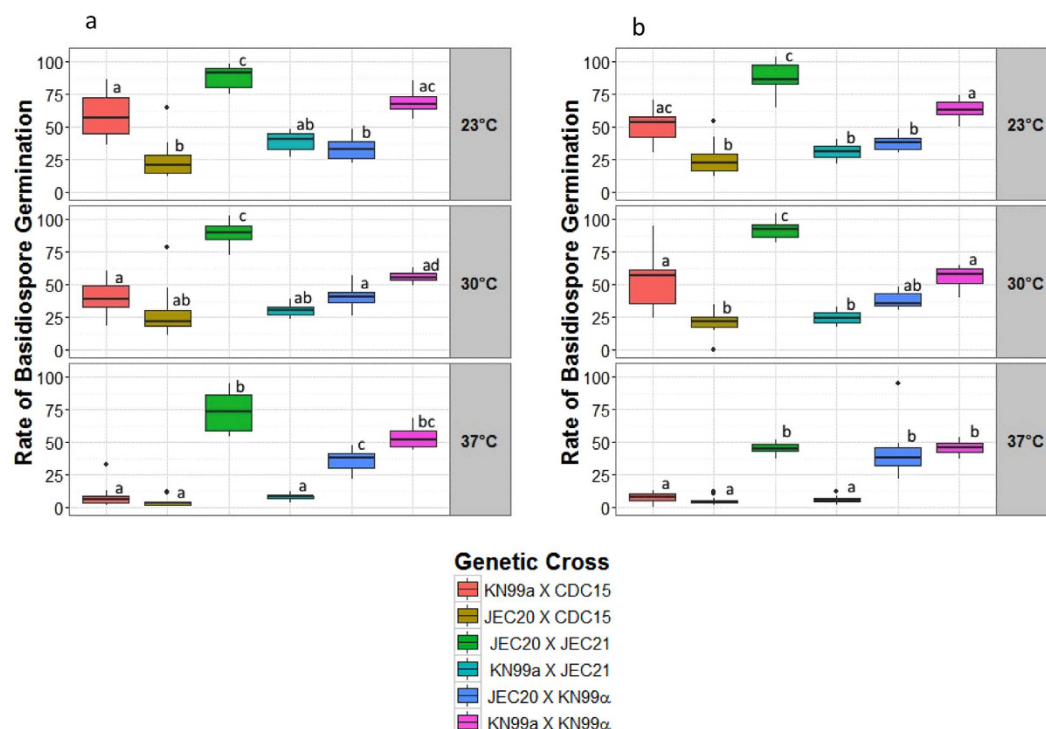 a
b
Rate of Basidiospore Germination
100
75
50
25
0
a
b
c
ab
b
ac
23°C
100
75
50
25
0
a
ab
c
ab
a
ad
30°C
100
75
50
25
0
a
a
b
a
c
bc
37°C
Rate of Basidiospore Germination
100
75
50
25
0
ac
b
c
b
b
a
23°C
100
75
50
25
0
a
b
c
b
ab
a
30°C
100
75
50
25
0
a
a
b
a
b
b
37°C
Genetic Cross
KN99a X CDC15
JEC20 X CDC15
JEC20 X JEC21
KN99a X JEC21
JEC20 X KN99α
KN99a X KN99α